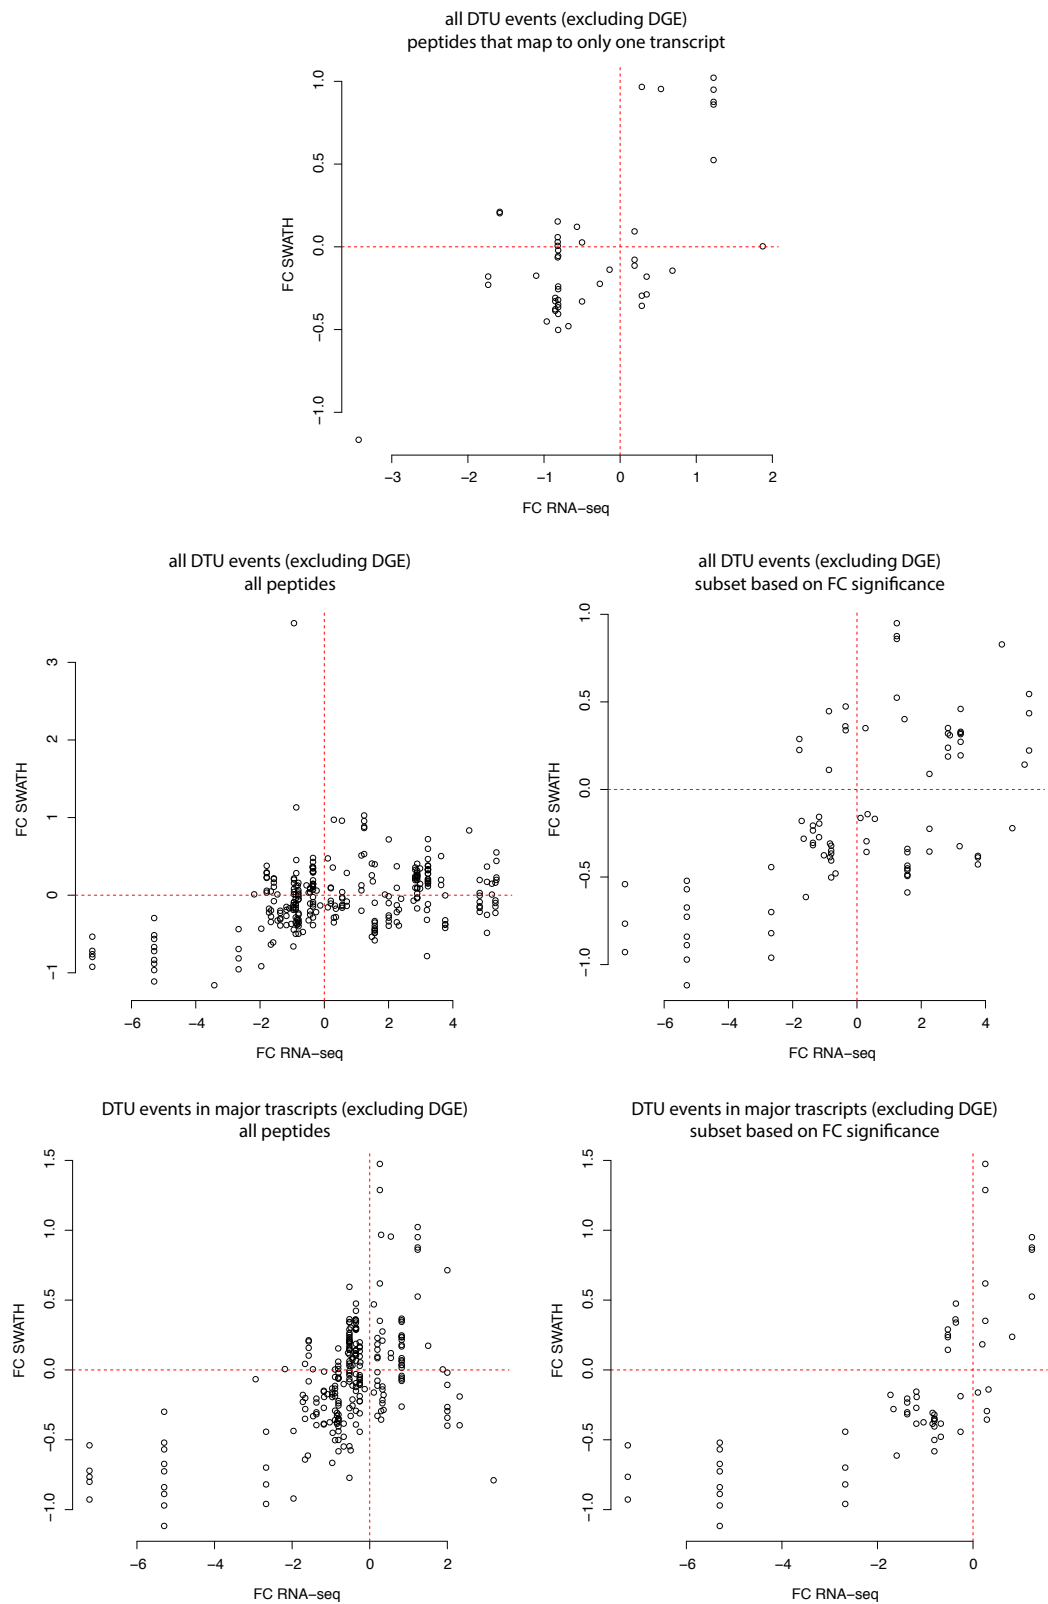 all DTU events (excluding DGE)
peptides that map to only one transcript
1.0
0.5
0.0
−0.5
−1.0
FC SWATH
−3 −2 −1 0 1 2
FC RNA−seq
all DTU events (excluding DGE)
all peptides
3
2
1
0
−1
FC SWATH
−6 −4 −2 0 2 4
FC RNA−seq
all DTU events (excluding DGE)
subset based on FC significance
1.0
0.5
0.0
−0.5
−1.0
FC SWATH
−6 −4 −2 0 2 4
FC RNA−seq
DTU events in major trascripts (excluding DGE)
all peptides
1.5
1.0
0.5
0.0
−0.5
−1.0
FC SWATH
−6 −4 −2 0 2
FC RNA−seq
DTU events in major trascripts (excluding DGE)
subset based on FC significance
1.5
1.0
0.5
0.0
−0.5
−1.0
FC SWATH
−6 −4 −2 0
FC RNA−seq